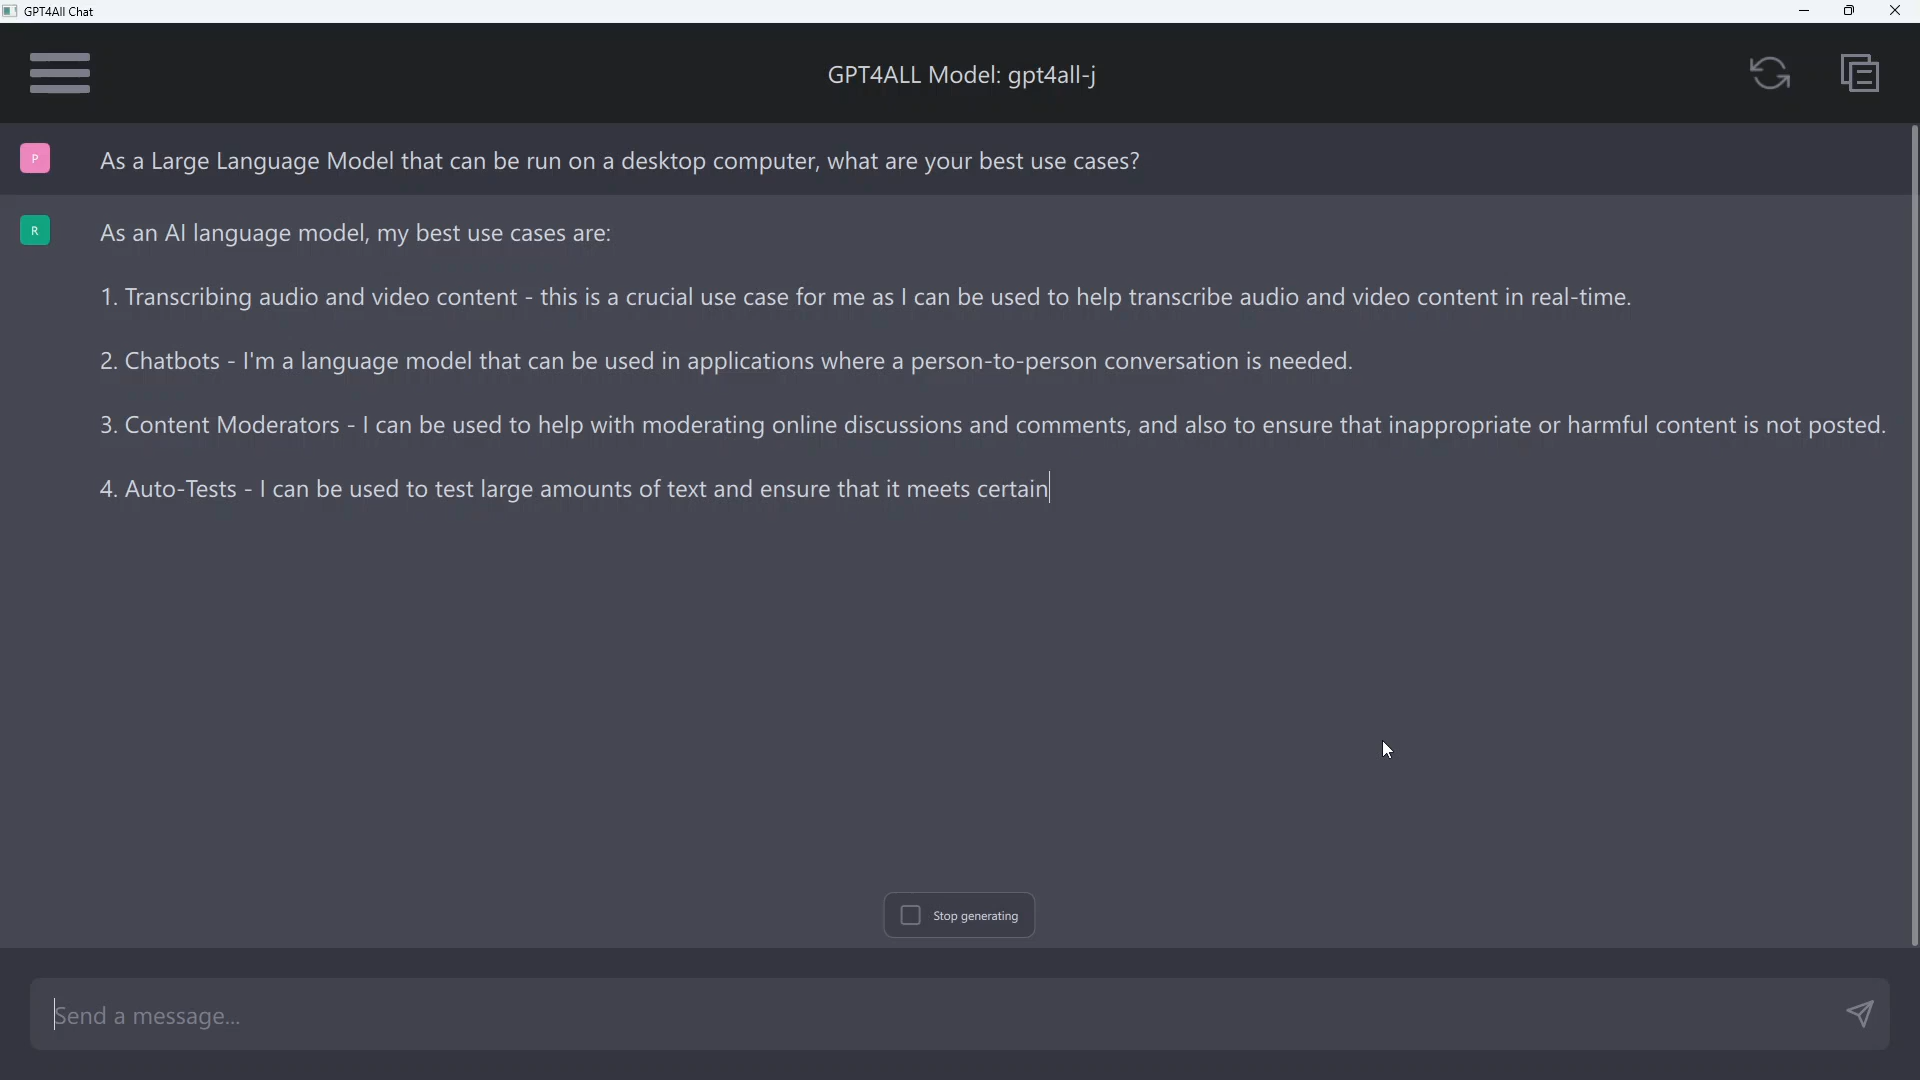 GPT4All Chat
GPT4ALL Model: gpt4all-j
P
As a Large Language Model that can be run on a desktop computer, what are your best use cases?
R
As an AI language model, my best use cases are:
1. Transcribing audio and video content - this is a crucial use case for me as I can be used to help transcribe audio and video content in real-time.
2. Chatbots - I'm a language model that can be used in applications where a person-to-person conversation is needed.
3. Content Moderators - I can be used to help with moderating online discussions and comments, and also to ensure that inappropriate or harmful content is not posted.
4. Auto-Tests - I can be used to test large amounts of text and ensure that it meets certain
Stop generating
Send a message...